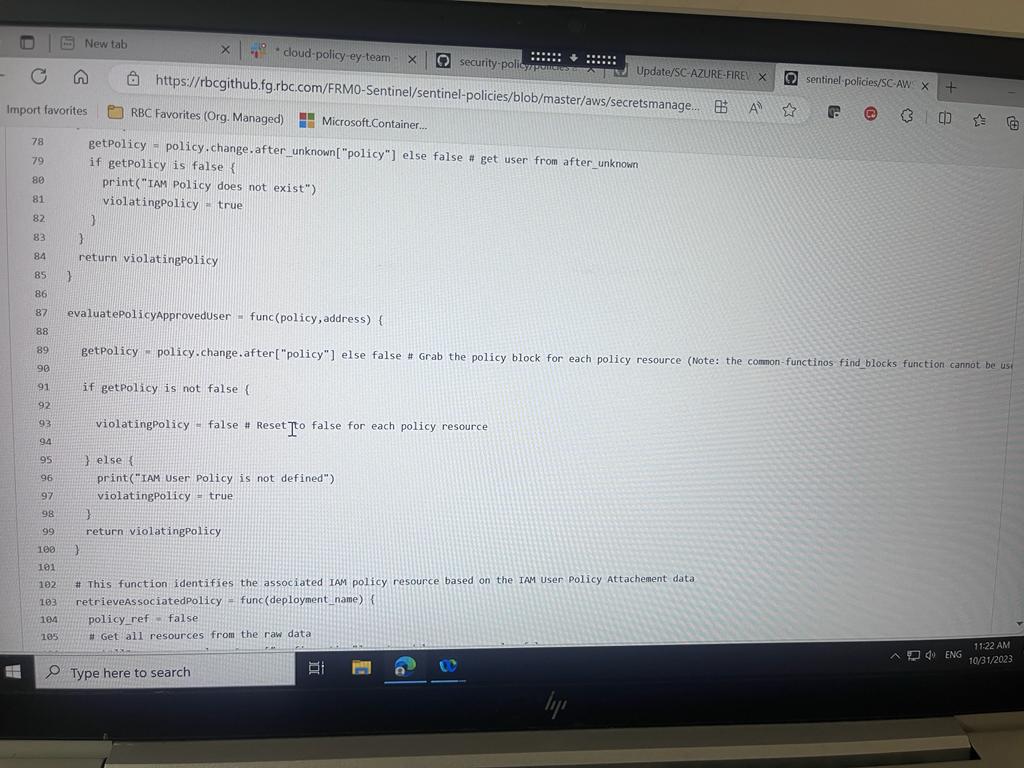 New tab
* cloud-policy-ey-team -
Update/SC-AZURE-FIREW
sentinel-policies/SC-AWS
https://rbcgithub.fg.rbc.com/FRM0-Sentinel/sentinel-policies/blob/master/aws/secretsmanage...
Import favorites
RBC Favorites (Org. Managed)
Microsoft.Container...
78 getPolicy = policy.change.after_unknown["policy"] else false # get user from after_unknown
79 if getPolicy is false {
80 print("IAM Policy does not exist")
81 violatingPolicy = true
82 }
83 }
84 return violatingPolicy
85 }
86
87 evaluatePolicyApprovedUser = func(policy,address) {
88
89 getPolicy = policy.change.after["policy"] else false # Grab the policy block for each policy resource (Note: the common-functinos find_blocks function cannot be us
90
91 if getPolicy is not false {
92
93 violatingPolicy = false # Reset to false for each policy resource
94
95 } else {
96 print("IAM User Policy is not defined")
97 violatingPolicy = true
98 }
99 return violatingPolicy
100 }
101
102 # This function identifies the associated IAM policy resource based on the IAM User Policy Attachement data
103 retrieveAssociatedPolicy = func(deployment_name) {
104 policy_ref = false
105 # Get all resources from the raw data
Type here to search
ENG
11:22 AM
10/31/2023
hp